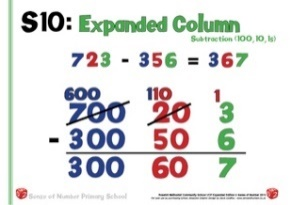 S10: Expanded Column
Subtraction (100, 10, 1s)
723 - 356 = 367
600 110 1
700 20 3
- 300 50 6
300 60 7
Sense of Number Primary School